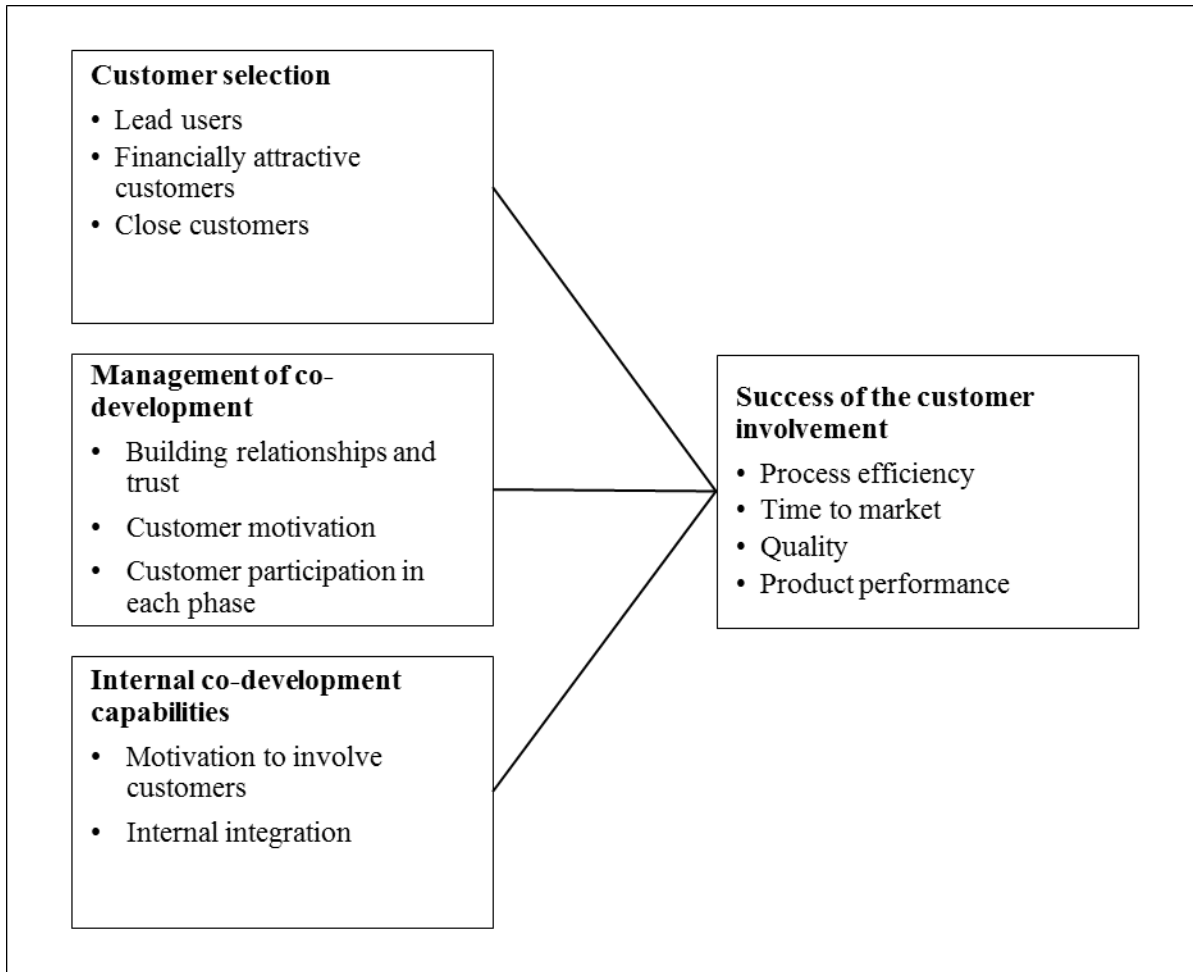 Customer selection
• Lead users
• Financially attractive
customers
• Close customers
Management of co-
development
• Building relationships and
trust
• Customer motivation
• Customer participation in
each phase
Internal co-development
capabilities
• Motivation to involve
customers
• Internal integration
Success of the customer
involvement
• Process efficiency
• Time to market
• Quality
• Product performance